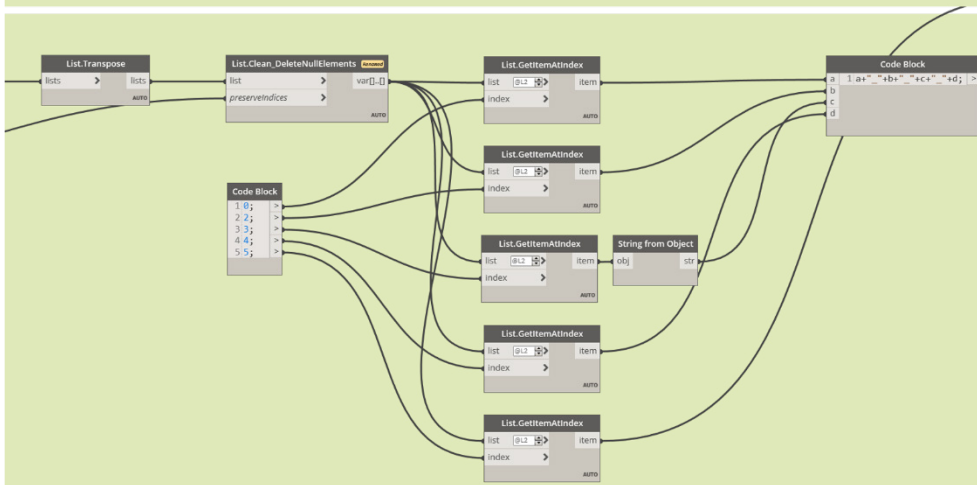 List.Transpose
lists > lists
AUTO
List.Clean_DeleteNullElements Renamed
list > var[]..[]
preserveIndices >
AUTO
Code Block
1 0; >
2 2; >
3 3; >
4 4; >
5 5; >
List.GetItemAtIndex
list @L2 > item
index >
AUTO
List.GetItemAtIndex
list @L2 > item
index >
AUTO
List.GetItemAtIndex
list @L2 > item
index >
AUTO
String from Object
obj str
AUTO
List.GetItemAtIndex
list @L2 > item
index >
AUTO
List.GetItemAtIndex
list @L2 > item
index >
AUTO
Code Block
a 1 a+"_"+b+"_"+c+"_"+d; >
b
c
d
AUTO